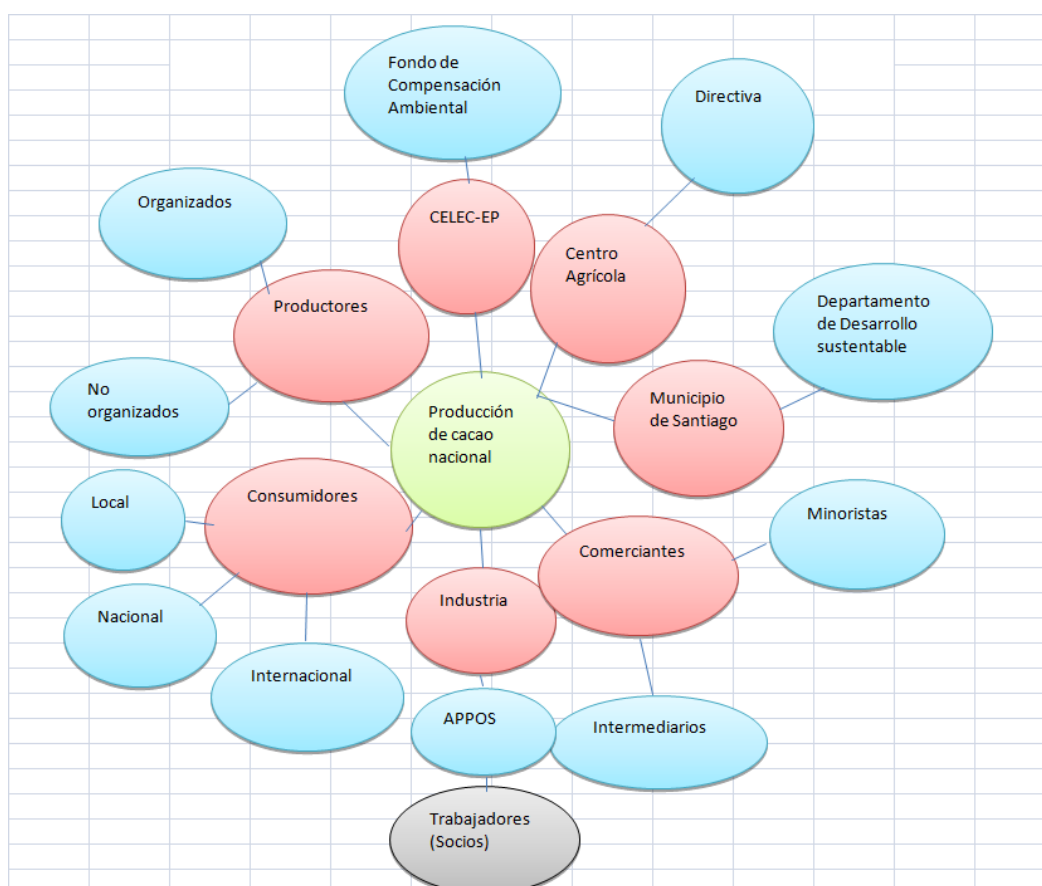 Fondo de
Compensación
Ambiental
Directiva
Organizados
CELEC-EP
Centro
Agrícola
Productores
Departamento
de Desarrollo
sustentable
No
organizados
Producción
de cacao
nacional
Municipio
de Santiago
Local
Consumidores
Minoristas
Comerciantes
Industria
Nacional
Internacional
APPOS
Intermediarios
Trabajadores
(Socios)